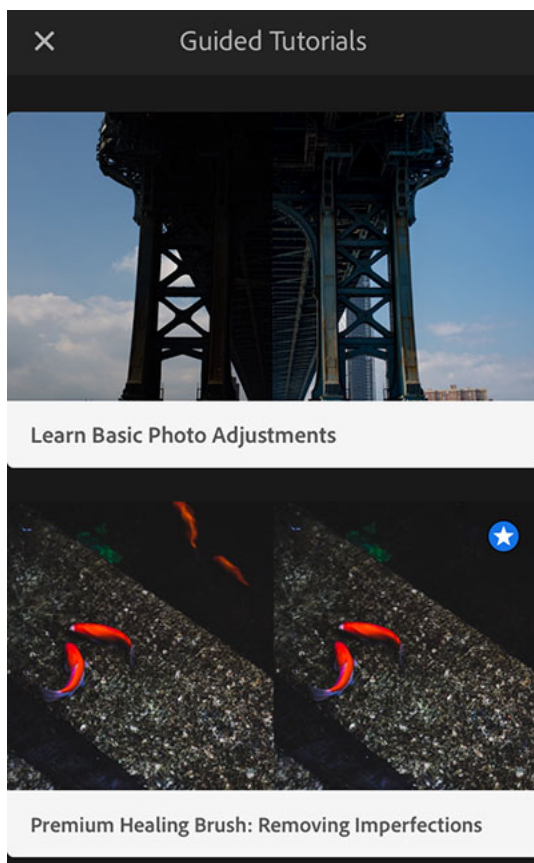 Guided Tutorials
Learn Basic Photo Adjustments
Premium Healing Brush: Removing Imperfections